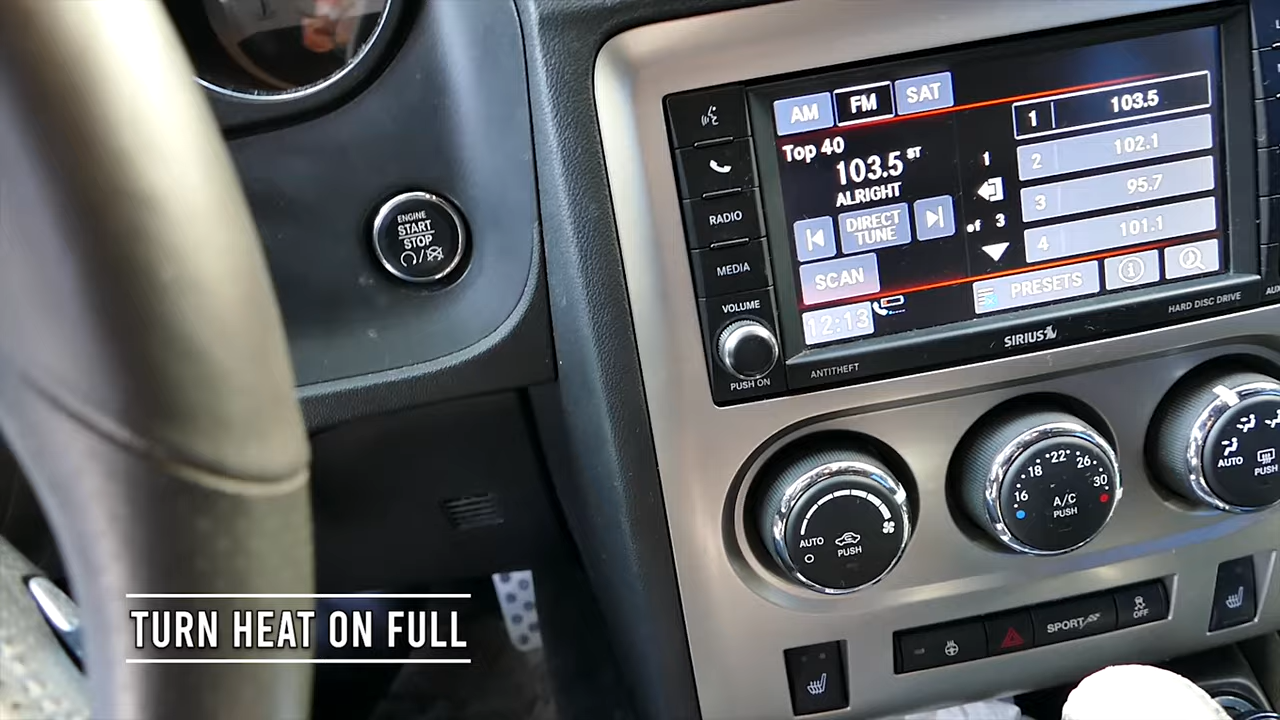 ENGINE
START
STOP
AM
FM
SAT
Top 40
103.5 ST
ALRIGHT
DIRECT
TUNE
SCAN
12:13
1
of 3
1 103.5
2 102.1
3 95.7
4 101.1
PRESETS
RADIO
MEDIA
VOLUME
PUSH ON
ANTITHEFT
SIRIUS
HARD DISC DRIVE
AUTO
PUSH
16 18 22° 26 30
A/C
PUSH
AUTO
PUSH
SPORT
OFF
TURN HEAT ON FULL